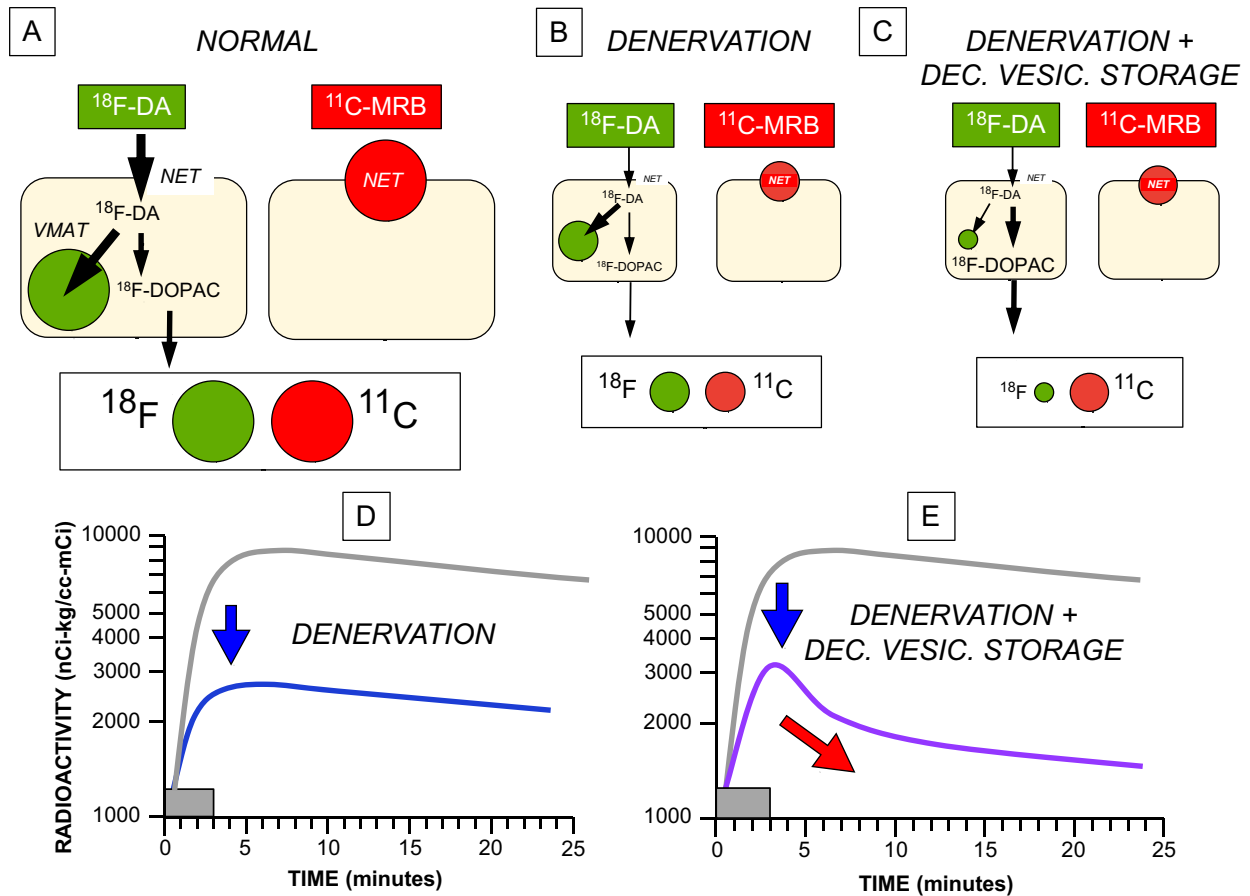 A
NORMAL
18F-DA
11C-MRB
NET
NET
18F-DA
VMAT
18F-DOPAC
18F
11C
B
DENERVATION
18F-DA
11C-MRB
NET
NET
18F-DA
18F-DOPAC
18F
11C
C
DENERVATION +
DEC. VESIC. STORAGE
18F-DA
11C-MRB
NET
NET
18F-DA
18F-DOPAC
18F
11C
D
RADIOACTIVITY (nCi-kg/cc-mCi)
10000
5000
4000
3000
2000
1000
DENERVATION
0
5
10
15
20
25
TIME (minutes)
E
10000
5000
4000
3000
2000
1000
DENERVATION +
DEC. VESIC. STORAGE
0
5
10
15
20
25
TIME (minutes)